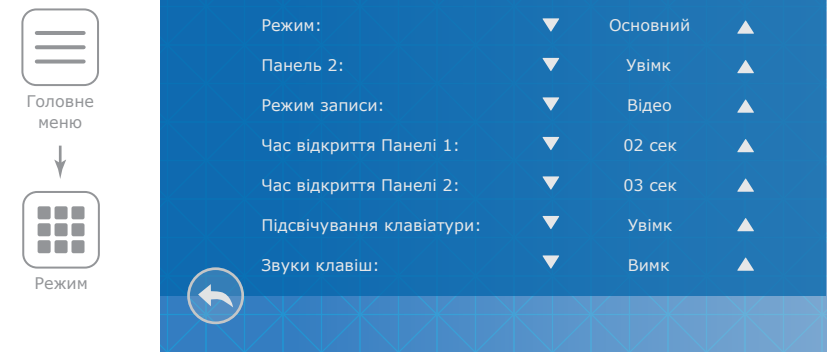 Головне
меню
Режим
Режим: Основний
Панель 2: Увімк
Режим записи: Відео
Час відкриття Панелі 1: 02 сек
Час відкриття Панелі 2: 03 сек
Підсвічування клавіатури: Увімк
Звуки клавіш: Вимк